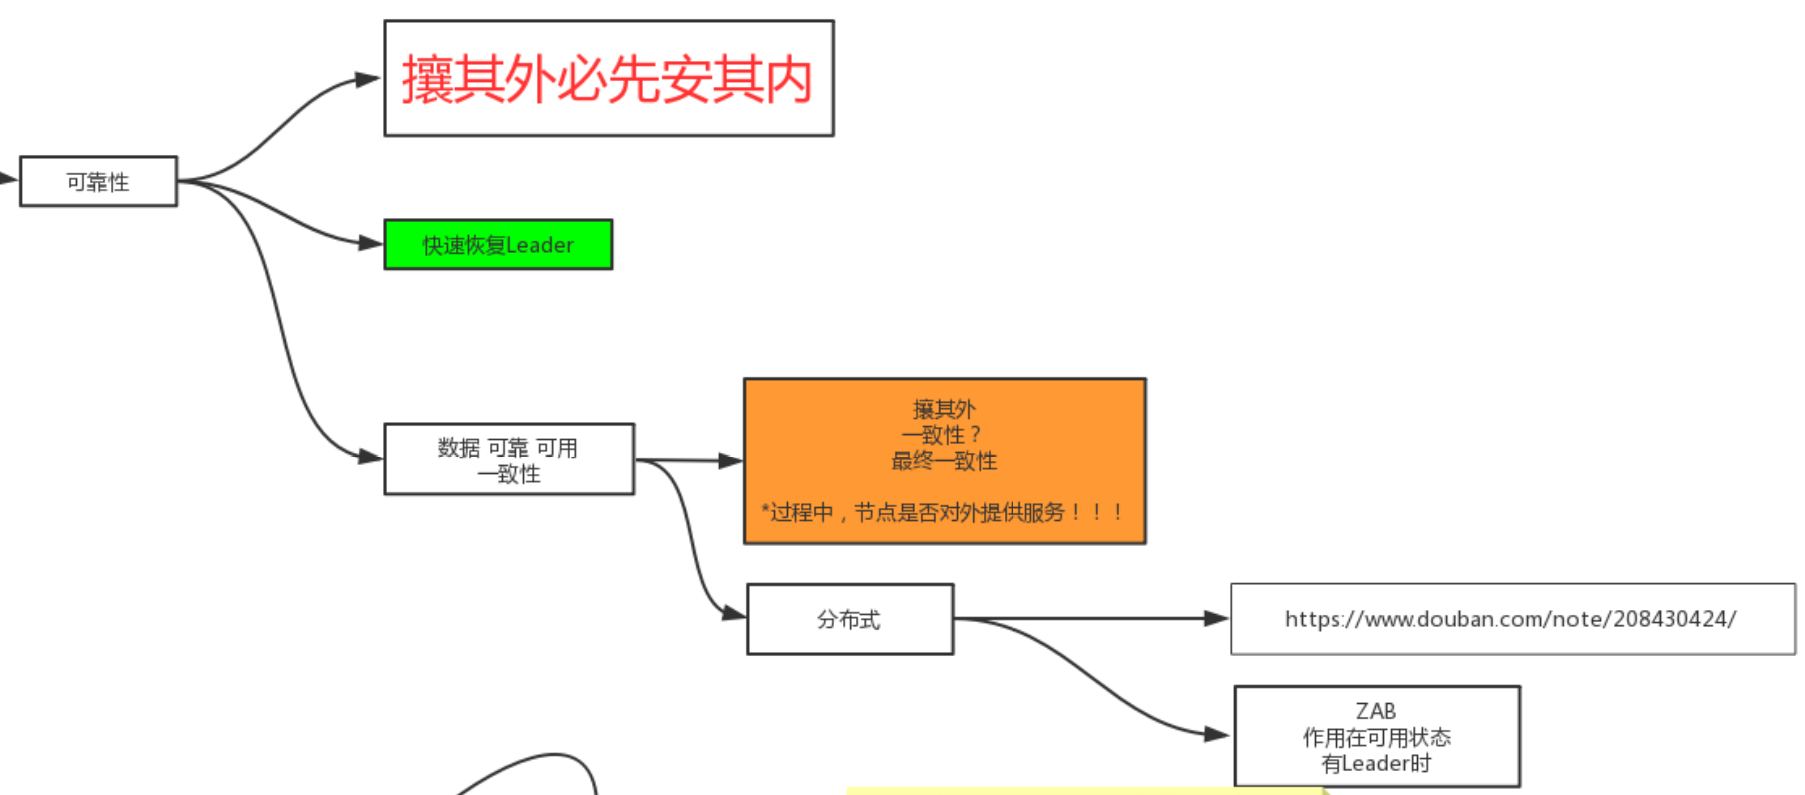 攘其外必先安其内
可靠性
快速恢复Leader
数据 可靠 可用
一致性
攘其外
一致性？
最终一致性
*过程中，节点是否对外提供服务！！！
分布式
https://www.douban.com/note/208430424/
ZAB
作用在可用状态
有Leader时